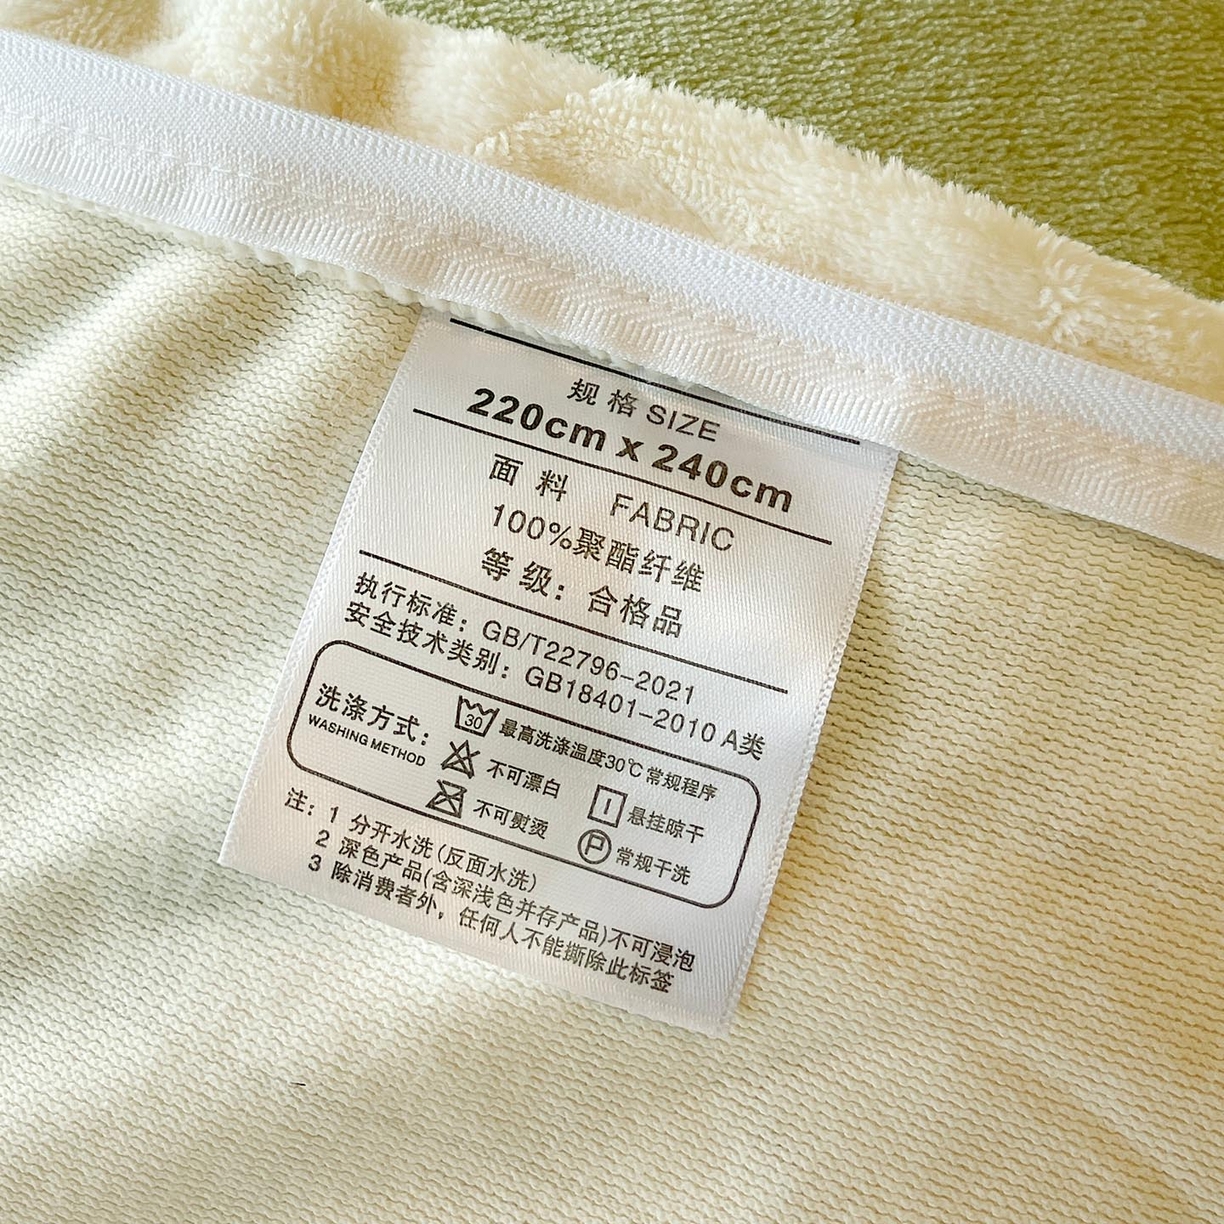 规格 SIZE
220cm x 240cm
面料 FABRIC
100%聚酯纤维
等级：合格品
执行标准：GB/T22796-2021
安全技术类别：GB18401-2010 A类
洗涤方式：
WASHING METHOD
30 最高洗涤温度30℃常规程序
不可漂白
悬挂晾干
不可熨烫
P 常规干洗
注：1 分开水洗(反面水洗)
2 深色产品(含深浅色并存产品)不可浸泡
3 除消费者外，任何人不能撕除此标签